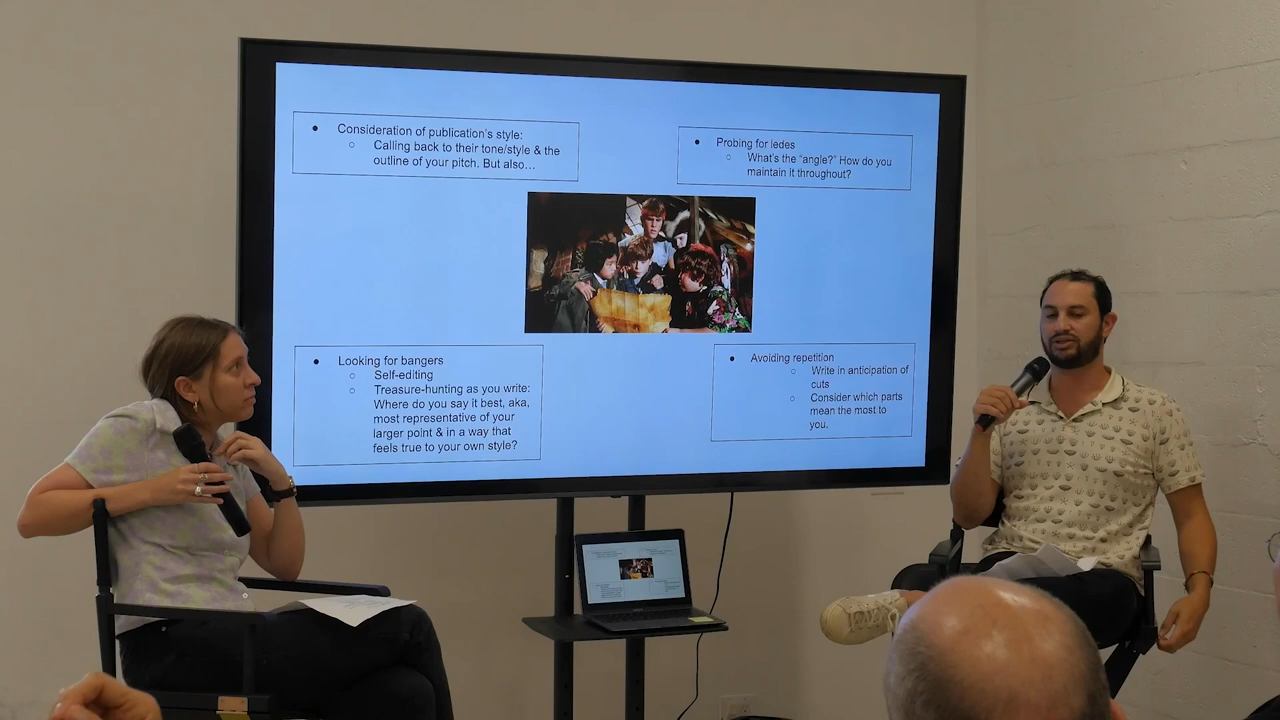 Consideration of publication's style:
Calling back to their tone/style & the
outline of your pitch. But also…
Probing for ledes
What's the "angle?" How do you
maintain it throughout?
Looking for bangers
Self-editing
Treasure-hunting as you write:
Where do you say it best, aka,
most representative of your
larger point & in a way that
feels true to your own style?
Avoiding repetition
Write in anticipation of
cuts
Consider which parts
mean the most to
you.